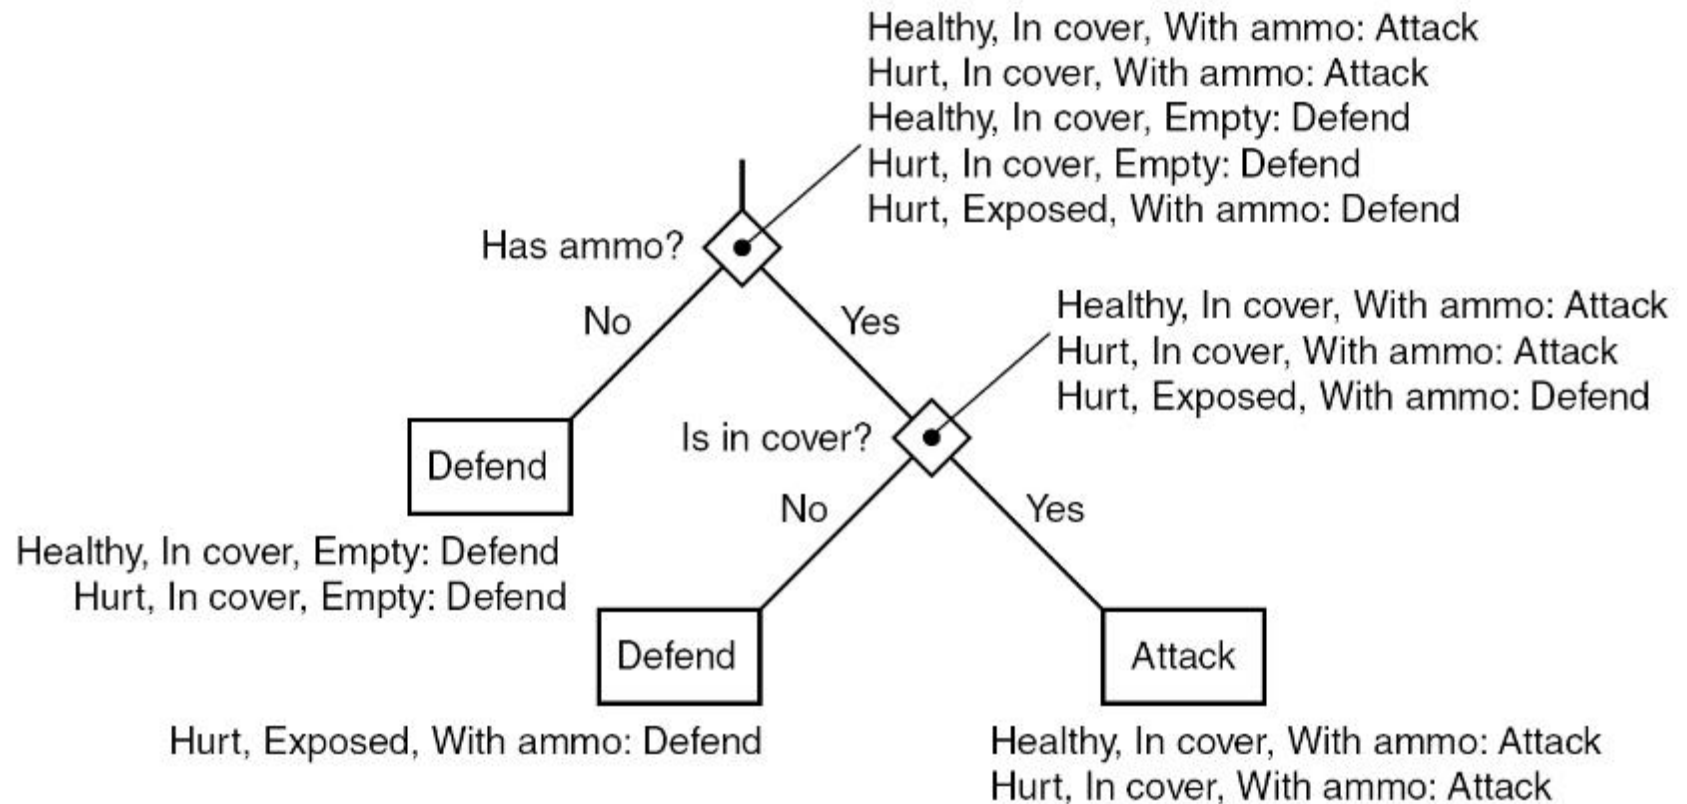 Healthy, In cover, With ammo: Attack
Hurt, In cover, With ammo: Attack
Healthy, In cover, Empty: Defend
Hurt, In cover, Empty: Defend
Hurt, Exposed, With ammo: Defend
Has ammo?
No
Yes
Healthy, In cover, With ammo: Attack
Hurt, In cover, With ammo: Attack
Hurt, Exposed, With ammo: Defend
Is in cover?
Defend
No
Yes
Healthy, In cover, Empty: Defend
Hurt, In cover, Empty: Defend
Defend
Attack
Hurt, Exposed, With ammo: Defend
Healthy, In cover, With ammo: Attack
Hurt, In cover, With ammo: Attack